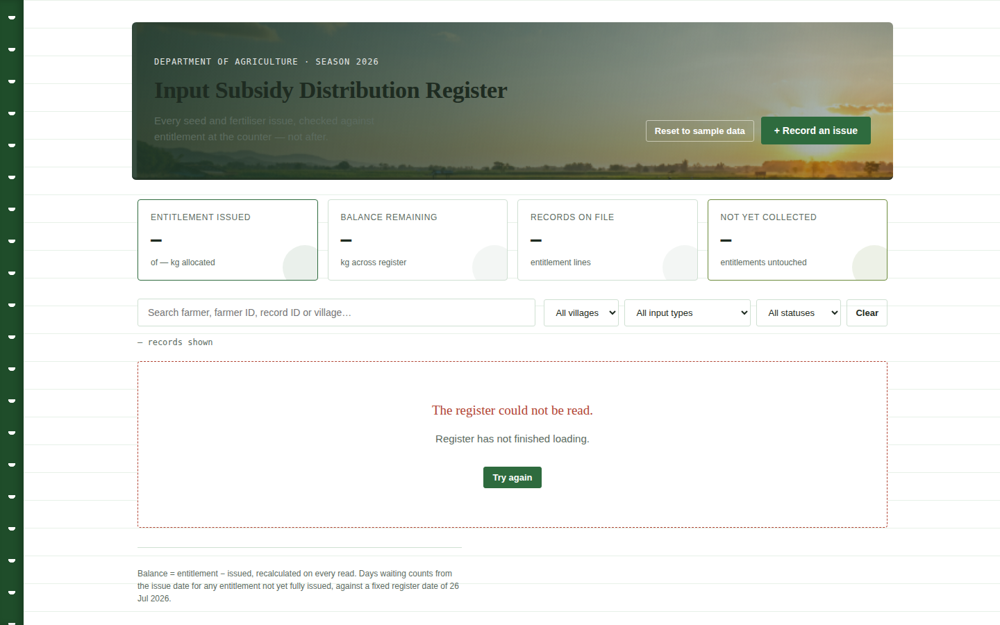 DEPARTMENT OF AGRICULTURE · SEASON 2026
Input Subsidy Distribution Register
Every seed and fertiliser issue, checked against
entitlement at the counter — not after.
Reset to sample data
+ Record an issue
ENTITLEMENT ISSUED
—
of — kg allocated
BALANCE REMAINING
—
kg across register
RECORDS ON FILE
—
entitlement lines
NOT YET COLLECTED
—
entitlements untouched
Search farmer, farmer ID, record ID or village…
All villages
All input types
All statuses
Clear
— records shown
The register could not be read.
Register has not finished loading.
Try again
Balance = entitlement − issued, recalculated on every read. Days waiting counts from
the issue date for any entitlement not yet fully issued, against a fixed register date of 26
Jul 2026.